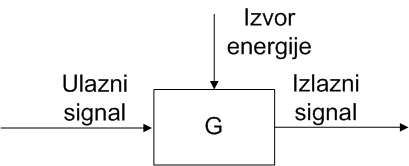 Izvor
energije
Ulazni
signal
G
Izlazni
signal